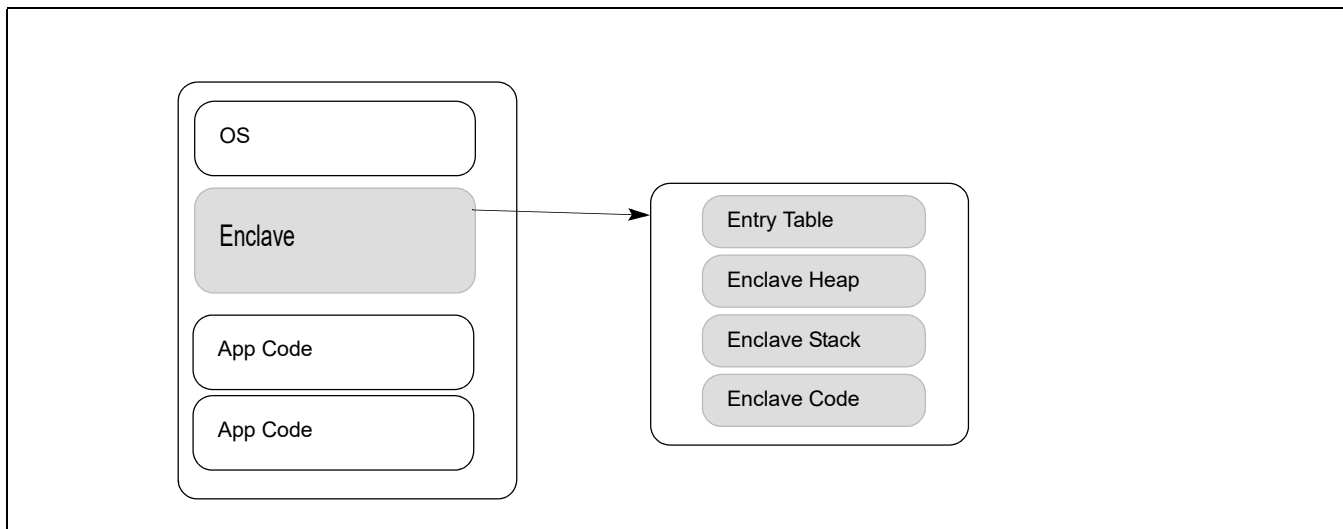 OS
Enclave
App Code
App Code
Entry Table
Enclave Heap
Enclave Stack
Enclave Code